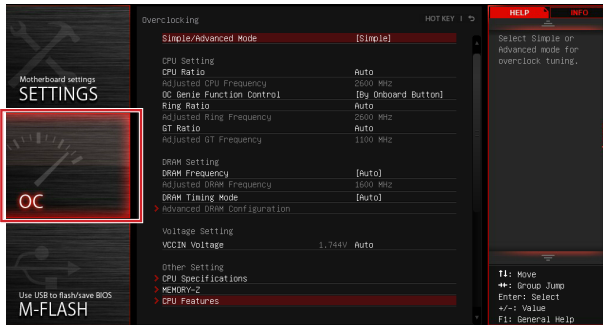 Motherboard settings
SETTINGS
OC
Use USB to flash/save BIOS
M-FLASH
Overclocking
HOT KEY
Simple/Advanced Mode [Simple]
CPU Setting
CPU Ratio Auto
Adjusted CPU Frequency 2600 MHz
OC Genie Function Control [By Onboard Button]
Ring Ratio Auto
Adjusted Ring Frequency 2600 MHz
GT Ratio Auto
Adjusted GT Frequency 1100 MHz
DRAM Setting
DRAM Frequency [Auto]
Adjusted DRAM Frequency 1600 MHz
DRAM Timing Mode [Auto]
> Advanced DRAM Configuration
Voltage Setting
VCCIN Voltage 1.744V Auto
Other Setting
> CPU Specifications
> MEMORY-Z
> CPU Features
HELP
INFO
Select Simple or
Advanced mode for
overclock tuning.
↑↓: Move
↔: Group Jump
Enter: Select
+/-: Value
F1: General Help